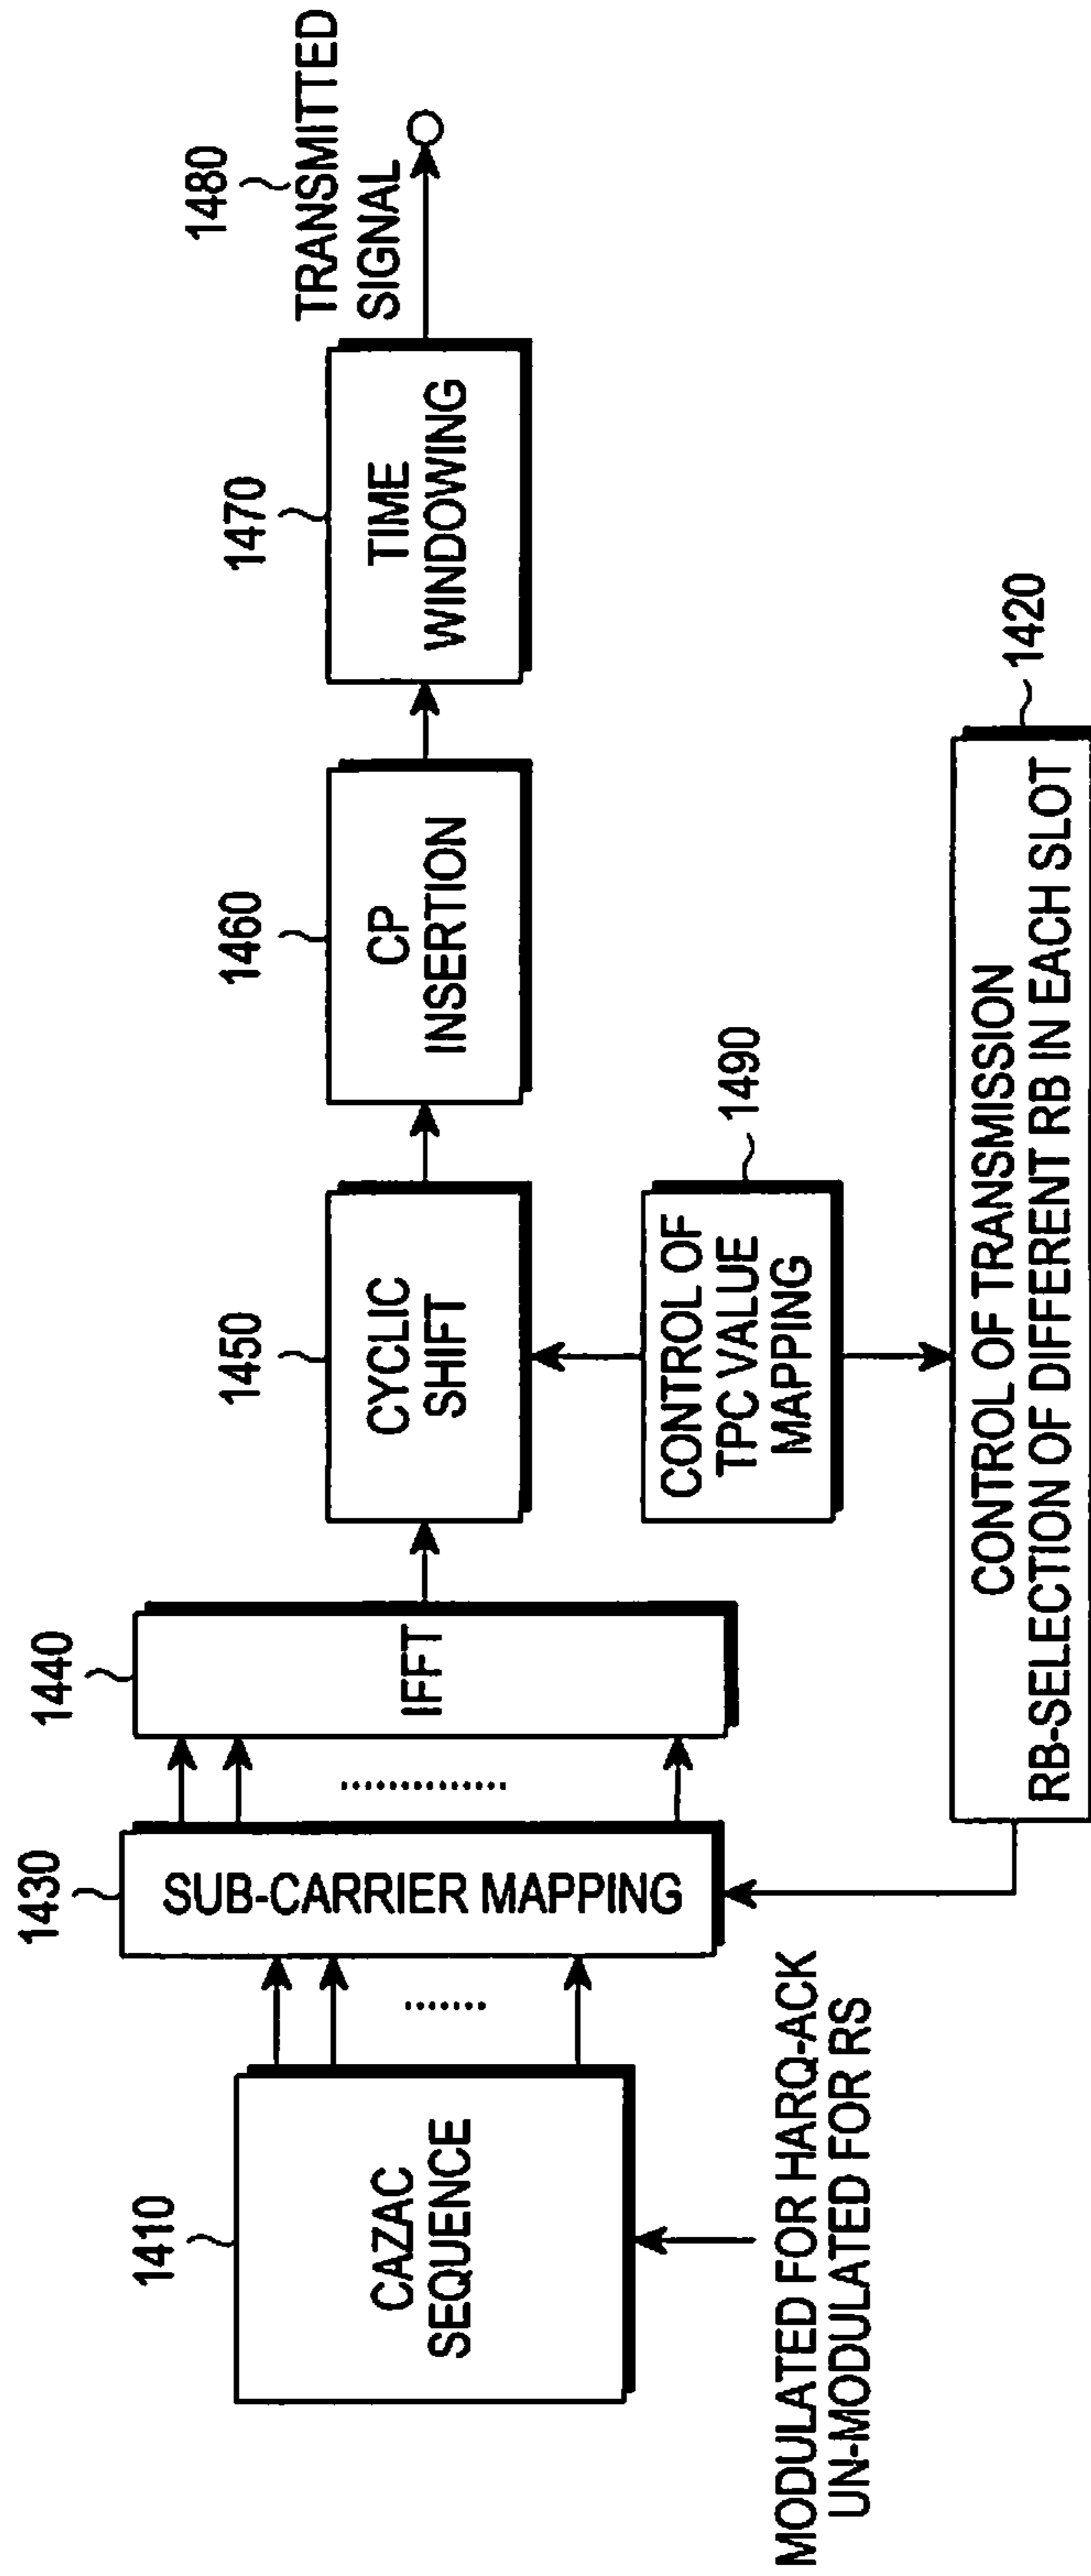 1410
CAZAC
SEQUENCE
MODULATED FOR HARQ-ACK
UN-MODULATED FOR RS
1430
SUB-CARRIER MAPPING
1440
IFFT
1450
CYCLIC
SHIFT
1460
CP
INSERTION
1470
TIME
WINDOWING
1480
TRANSMITTED
SIGNAL
CONTROL OF
TPC VALUE
MAPPING
1490
CONTROL OF TRANSMISSION
RB-SELECTION OF DIFFERENT RB IN EACH SLOT
1420